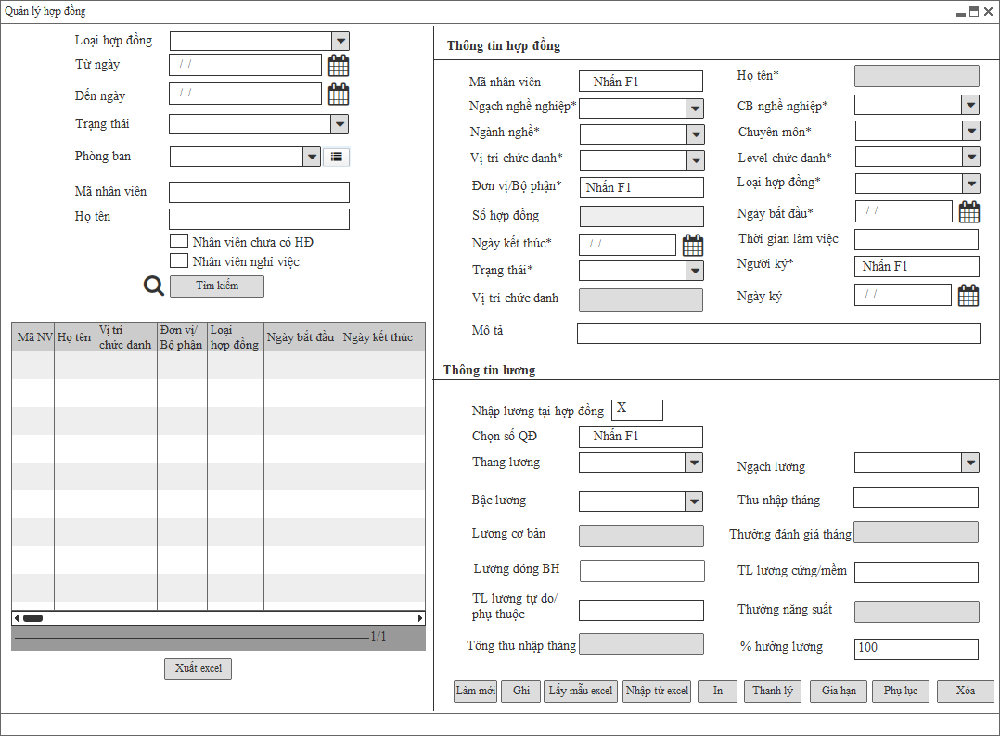 Quản lý hợp đồng
Loại hợp đồng
Từ ngày
/ /
Đến ngày
/ /
Trạng thái
Phòng ban
Mã nhân viên
Họ tên
Nhân viên chưa có HĐ
Nhân viên nghỉ việc
Tìm kiếm
Mã NV
Họ tên
Vị trí
chức danh
Đơn vị/
Bộ phận
Loại
hợp đồng
Ngày bắt đầu
Ngày kết thúc
1/1
Xuất excel
Thông tin hợp đồng
Mã nhân viên
Nhấn F1
Họ tên*
Ngạch nghề nghiệp*
CB nghề nghiệp*
Ngành nghề*
Chuyên môn*
Vị trí chức danh*
Level chức danh*
Đơn vị/Bộ phận*
Nhấn F1
Loại hợp đồng*
Số hợp đồng
Ngày bắt đầu*
/ /
Ngày kết thúc*
/ /
Thời gian làm việc
Trạng thái*
Người ký*
Nhấn F1
Vị trí chức danh
Ngày ký
/ /
Mô tả
Thông tin lương
Nhập lương tại hợp đồng
X
Chọn số QĐ
Nhấn F1
Thang lương
Ngạch lương
Bậc lương
Thu nhập tháng
Lương cơ bản
Thưởng đánh giá tháng
Lương đóng BH
TL lương cứng/mềm
TL lương tự do/
phụ thuộc
Thưởng năng suất
Tổng thu nhập tháng
% hưởng lương
100
Làm mới
Ghi
Lấy mẫu excel
Nhập từ excel
In
Thanh lý
Gia hạn
Phụ lục
Xóa